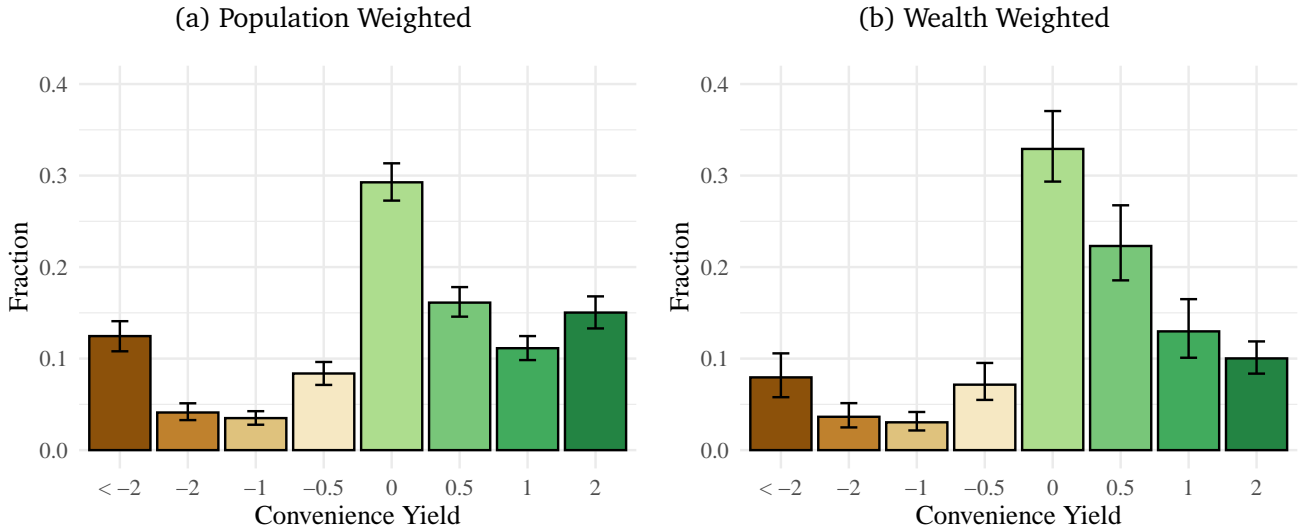 (a) Population Weighted
0.4
0.3
0.2
0.1
0.0
Fraction
< −2 −2 −1 −0.5 0 0.5 1 2
Convenience Yield
(b) Wealth Weighted
0.4
0.3
0.2
0.1
0.0
Fraction
< −2 −2 −1 −0.5 0 0.5 1 2
Convenience Yield